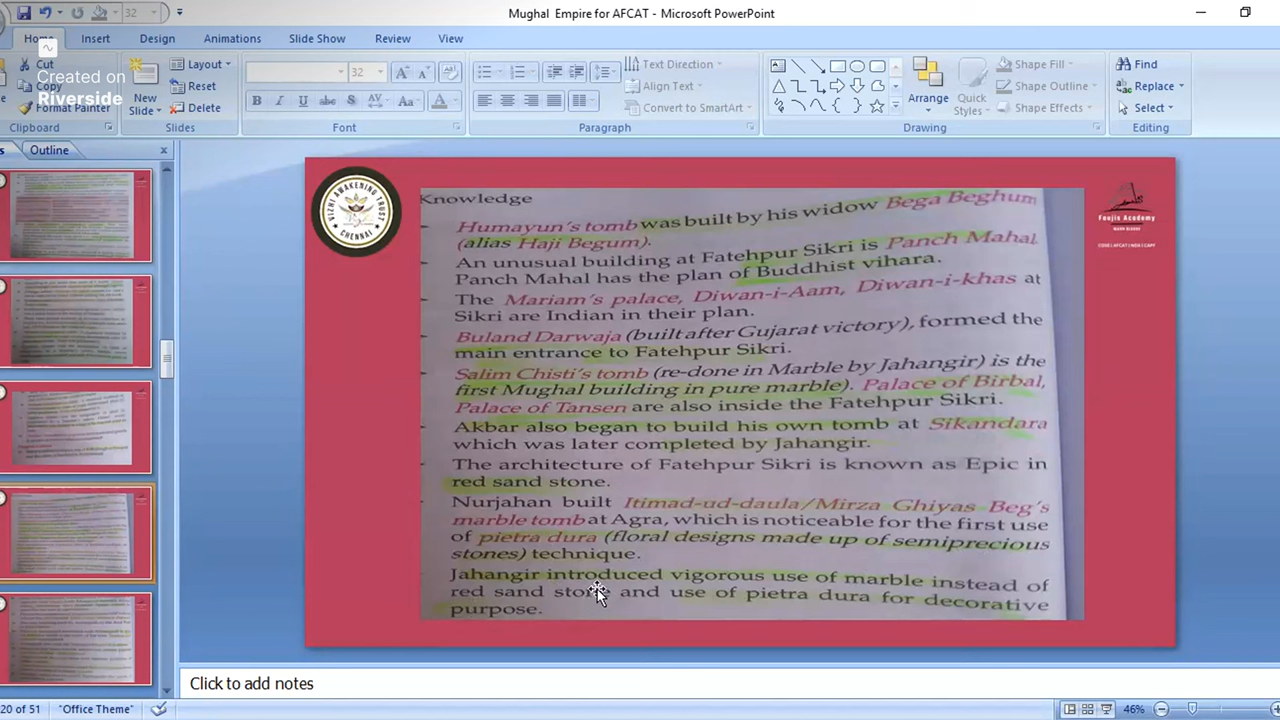 Mughal Empire for AFCAT - Microsoft PowerPoint
32
Home Insert Design Animations Slide Show Review View
Created on
Riverside
Cut
Copy
Format Painter
Clipboard
New
Slide
Layout
Reset
Delete
Slides
32
B I U abc S AV Aa A
Font
Text Direction
Align Text
Convert to SmartArt
Paragraph
Arrange
Quick
Styles
Shape Fill
Shape Outline
Shape Effects
Drawing
Find
Replace
Select
Editing
Outline
AWAKENING
TRUST
CHENNAI
Foujis Academy
Knowledge
Humayun's tomb was built by his widow Bega Beghum
(alias Haji Begum).
An unusual building at Fatehpur Sikri is Panch Mahal.
Panch Mahal has the plan of Buddhist vihara.
The Mariam's palace, Diwan-i-Aam, Diwan-i-khas at
Sikri are Indian in their plan.
Buland Darwaja (built after Gujarat victory), formed the
main entrance to Fatehpur Sikri.
Salim Chisti's tomb (re-done in Marble by Jahangir) is the
first Mughal building in pure marble). Palace of Birbal,
Palace of Tansen are also inside the Fatehpur Sikri.
Akbar also began to build his own tomb at Sikandara
which was later completed by Jahangir.
The architecture of Fatehpur Sikri is known as Epic in
red sand stone.
Nurjahan built Itimad-ud-daula/Mirza Ghiyas Beg's
marble tomb at Agra, which is noticeable for the first use
of pietra dura (floral designs made up of semiprecious
stones) technique.
Jahangir introduced vigorous use of marble instead of
red sand stone and use of pietra dura for decorative
purpose.
Click to add notes
20 of 51 "Office Theme" 46%